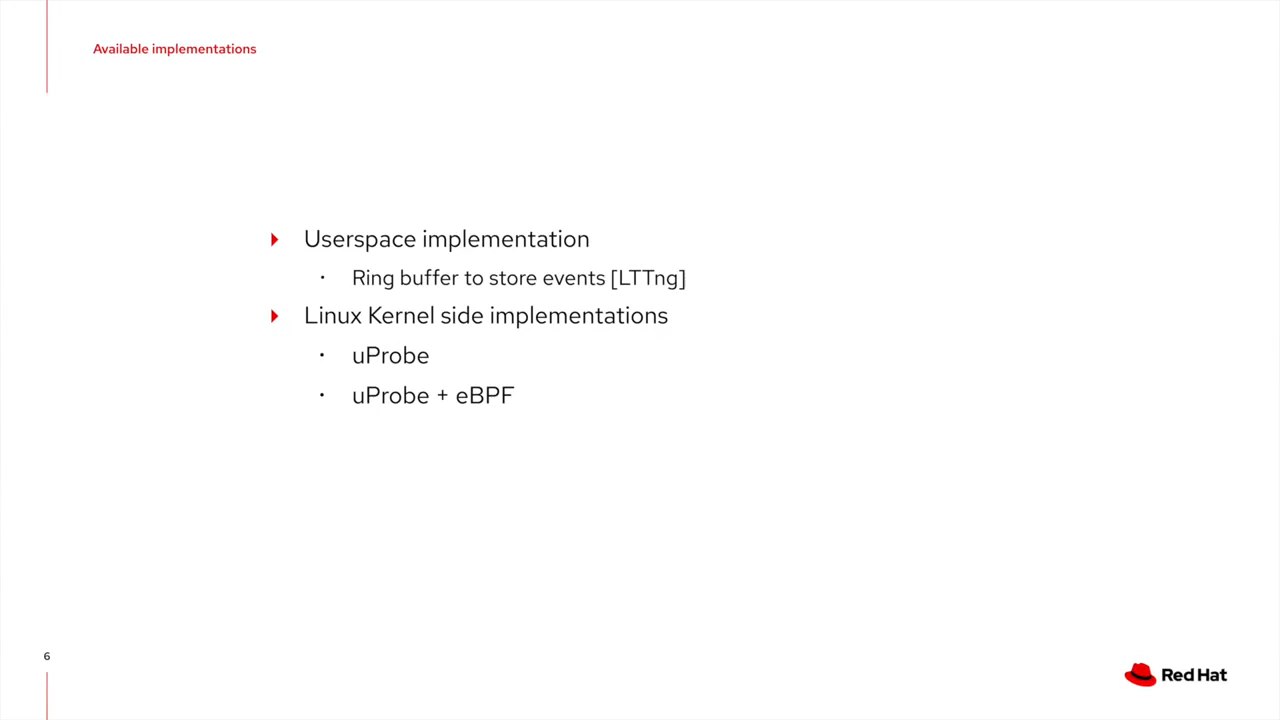 Available implementations
Userspace implementation
· Ring buffer to store events [LTTng]
Linux Kernel side implementations
· uProbe
· uProbe + eBPF
6
Red Hat